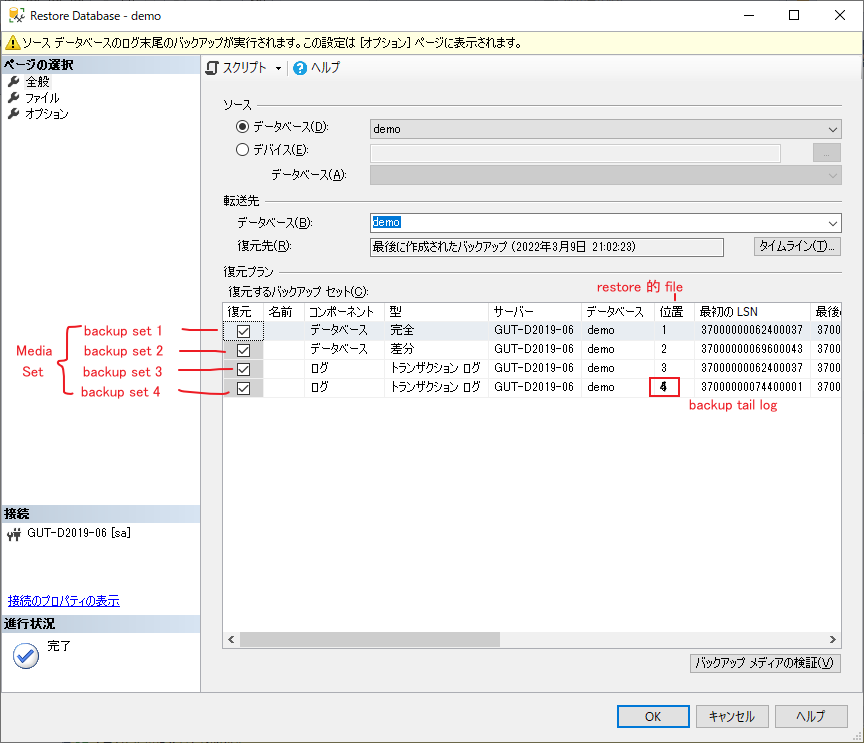 Restore Database - demo
ソース データベースのログ末尾のバックアップが実行されます。この設定は [オプション] ページに表示されます。
ページの選択
全般
ファイル
オプション
スクリプト
ヘルプ
ソース
データベース(D):
demo
デバイス(E):
...
データベース(A):
転送先
データベース(B):
demo
復元先(R):
最後に作成されたバックアップ (2022年3月9日 21:02:23)
タイムライン(T)...
復元プラン
復元するバックアップ セット(C):
restore 的 file
復元 名前 コンポーネント 型 サーバー データベース 位置 最初の LSN 最後
backup set 1 データベース 完全 GUT-D2019-06 demo 1 37000000062400037 3700
backup set 2 データベース 差分 GUT-D2019-06 demo 2 37000000069600043 3700
backup set 3 ログ トランザクション ログ GUT-D2019-06 demo 3 37000000062400037 3700
backup set 4 ログ トランザクション ログ GUT-D2019-06 demo 4 37000000074400001 3700
Media
Set
backup tail log
接続
GUT-D2019-06 [sa]
接続のプロパティの表示
進行状況
完了
バックアップ メディアの検証(V)
OK
キャンセル
ヘルプ